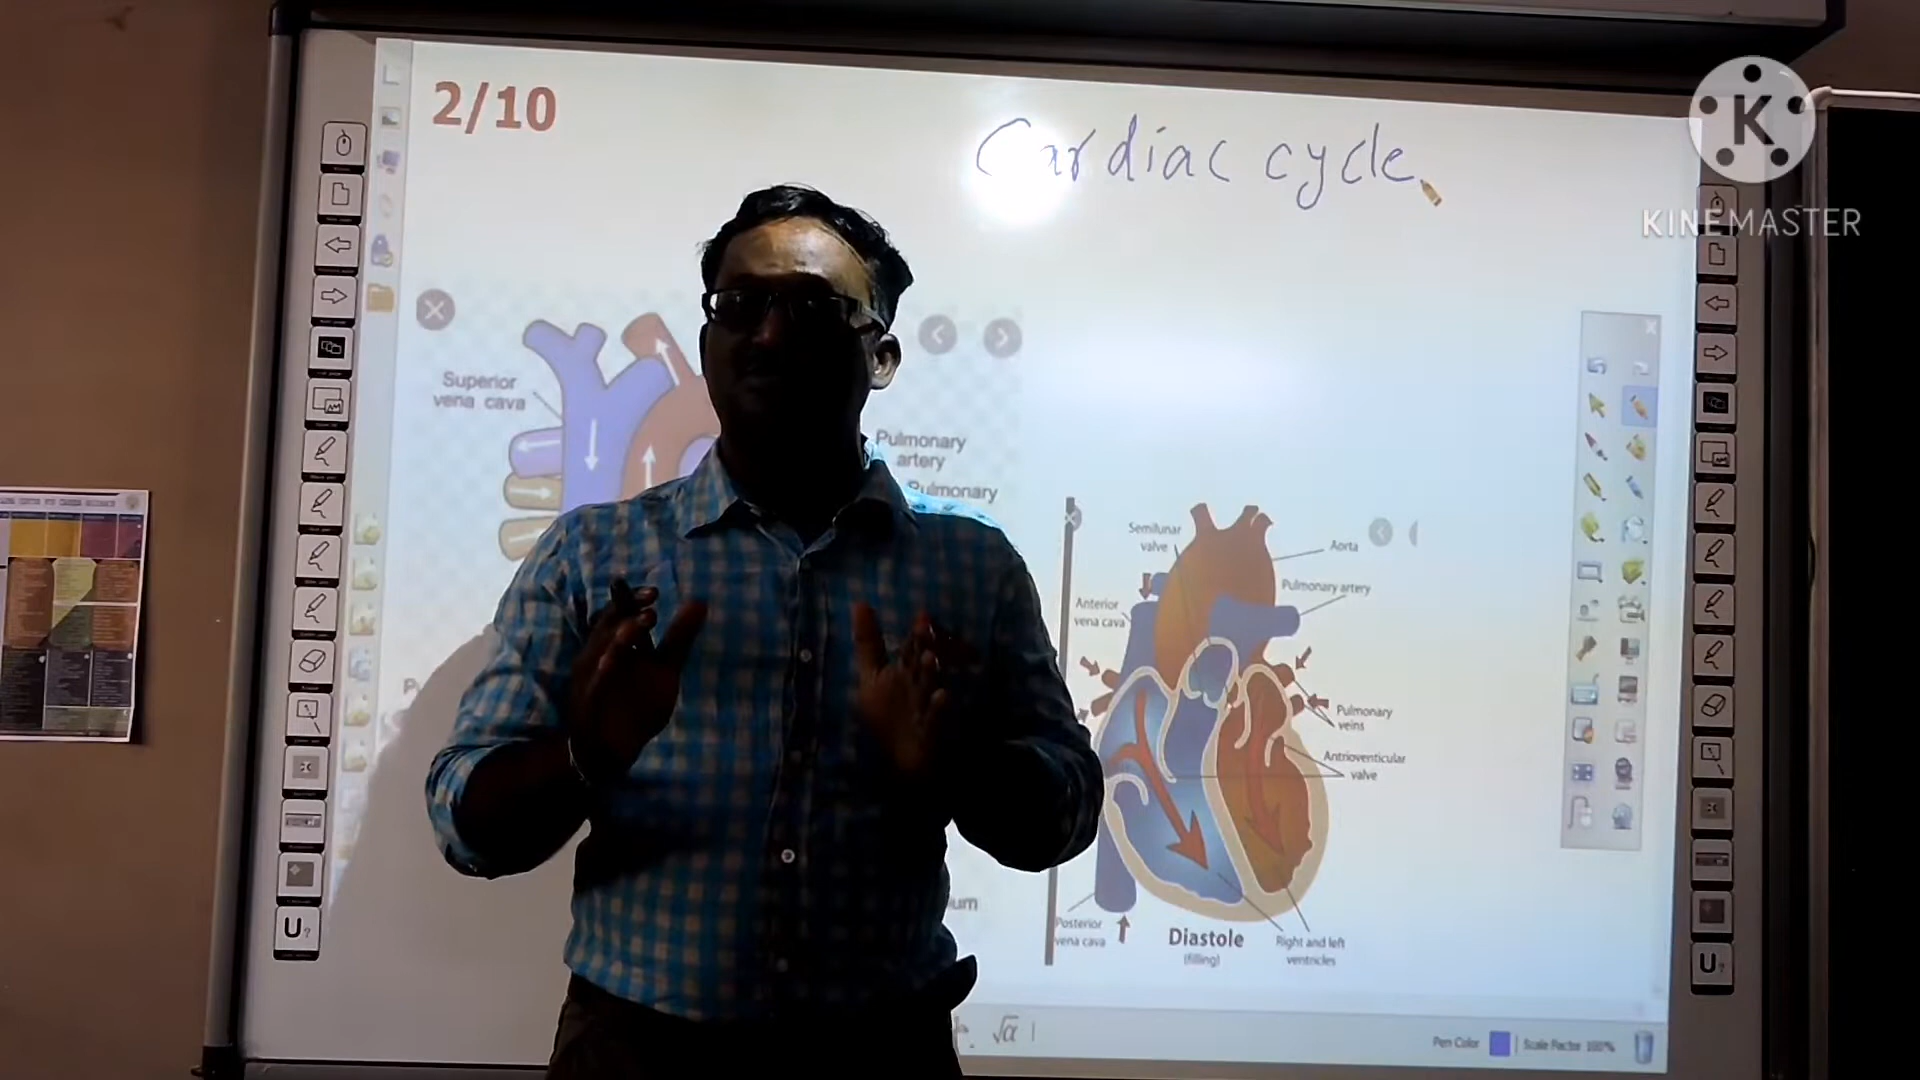 2/10
Cardiac cycle
K
KINEMASTER
Superior
vena cava
Pulmonary
artery
Pulmonary
Semilunar
valve
Aorta
Pulmonary artery
Anterior
vena cava
Pulmonary
veins
Antrioventicular
valve
Posterior
vena cava
Diastole
(filling)
Right and left
ventricles
um
√α
Pen Color
Scale Factor 100%
U?
U?